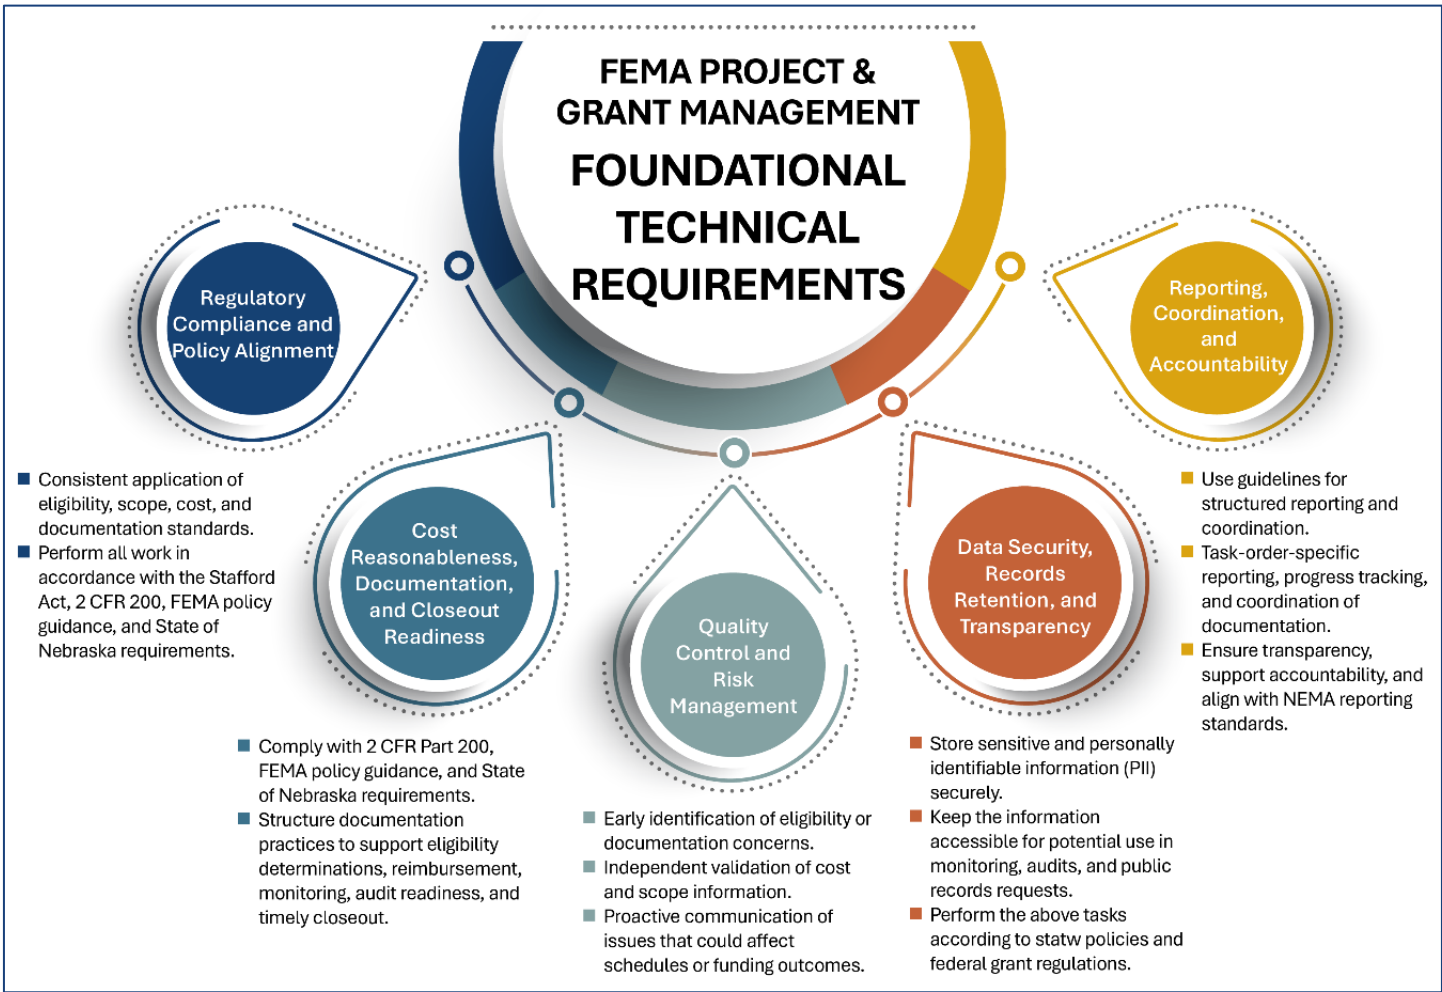 FEMA PROJECT &
GRANT MANAGEMENT
FOUNDATIONAL
TECHNICAL
REQUIREMENTS
Regulatory
Compliance and
Policy Alignment
■ Consistent application of
eligibility, scope, cost, and
documentation standards.
■ Perform all work in
accordance with the Stafford
Act, 2 CFR 200, FEMA policy
guidance, and State of
Nebraska requirements.
Cost
Reasonableness,
Documentation,
and Closeout
Readiness
■ Comply with 2 CFR Part 200,
FEMA policy guidance, and State
of Nebraska requirements.
■ Structure documentation
practices to support eligibility
determinations, reimbursement,
monitoring, audit readiness, and
timely closeout.
Quality
Control and
Risk
Management
■ Early identification of eligibility or
documentation concerns.
■ Independent validation of cost
and scope information.
■ Proactive communication of
issues that could affect
schedules or funding outcomes.
Data Security,
Records
Retention, and
Transparency
■ Store sensitive and personally
identifiable information (PII)
securely.
■ Keep the information
accessible for potential use in
monitoring, audits, and public
records requests.
■ Perform the above tasks
according to statw policies and
federal grant regulations.
Reporting,
Coordination,
and
Accountability
■ Use guidelines for
structured reporting and
coordination.
■ Task-order-specific
reporting, progress tracking,
and coordination of
documentation.
■ Ensure transparency,
support accountability, and
align with NEMA reporting
standards.